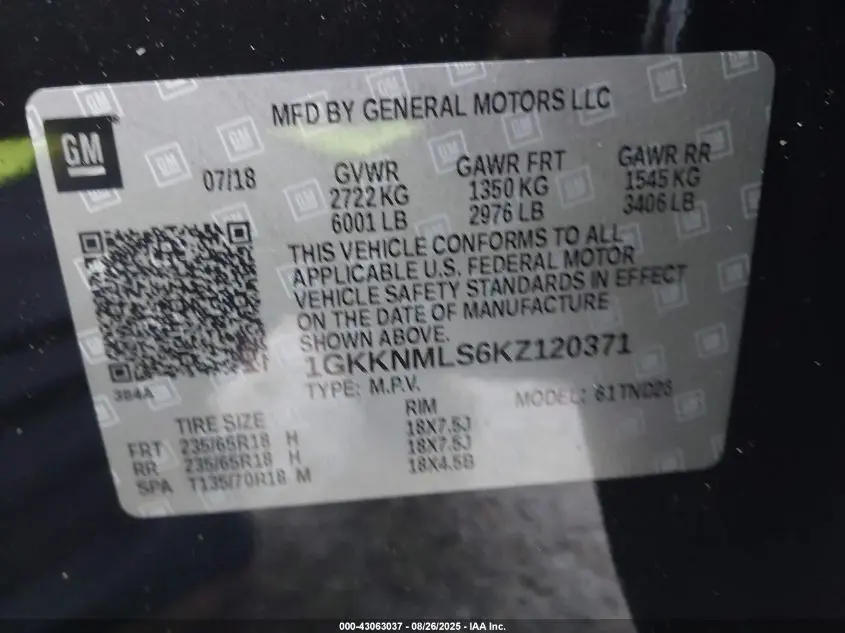 MFD BY GENERAL MOTORS LLC
GM
07/18
GVWR
2722 KG
6001 LB
GAWR FRT
1350 KG
2976 LB
GAWR RR
1545 KG
3406 LB
THIS VEHICLE CONFORMS TO ALL
APPLICABLE U.S. FEDERAL MOTOR
VEHICLE SAFETY STANDARDS IN EFFECT
ON THE DATE OF MANUFACTURE
SHOWN ABOVE.
1GKKNMLS6KZ120371
TYPE: M.P.V.
MODEL:
384A
TIRE SIZE
RIM
FRT 235/65R18 H 18X7.5J
RR 235/65R18 H 18X7.5J
SPA T135/70R18 M 18X4.5B
000-43063037 - 08/26/2025 - IAA Inc.